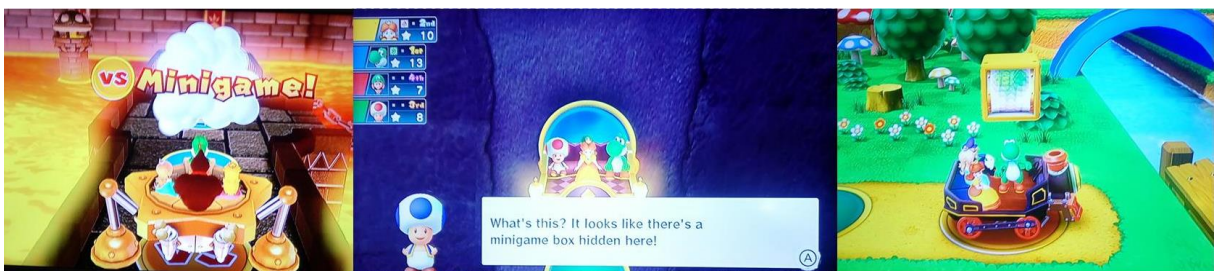 VS Minigame!
2nd
10
1st
13
4th
7
3rd
8
What's this? It looks like there's a
minigame box hidden here!
A